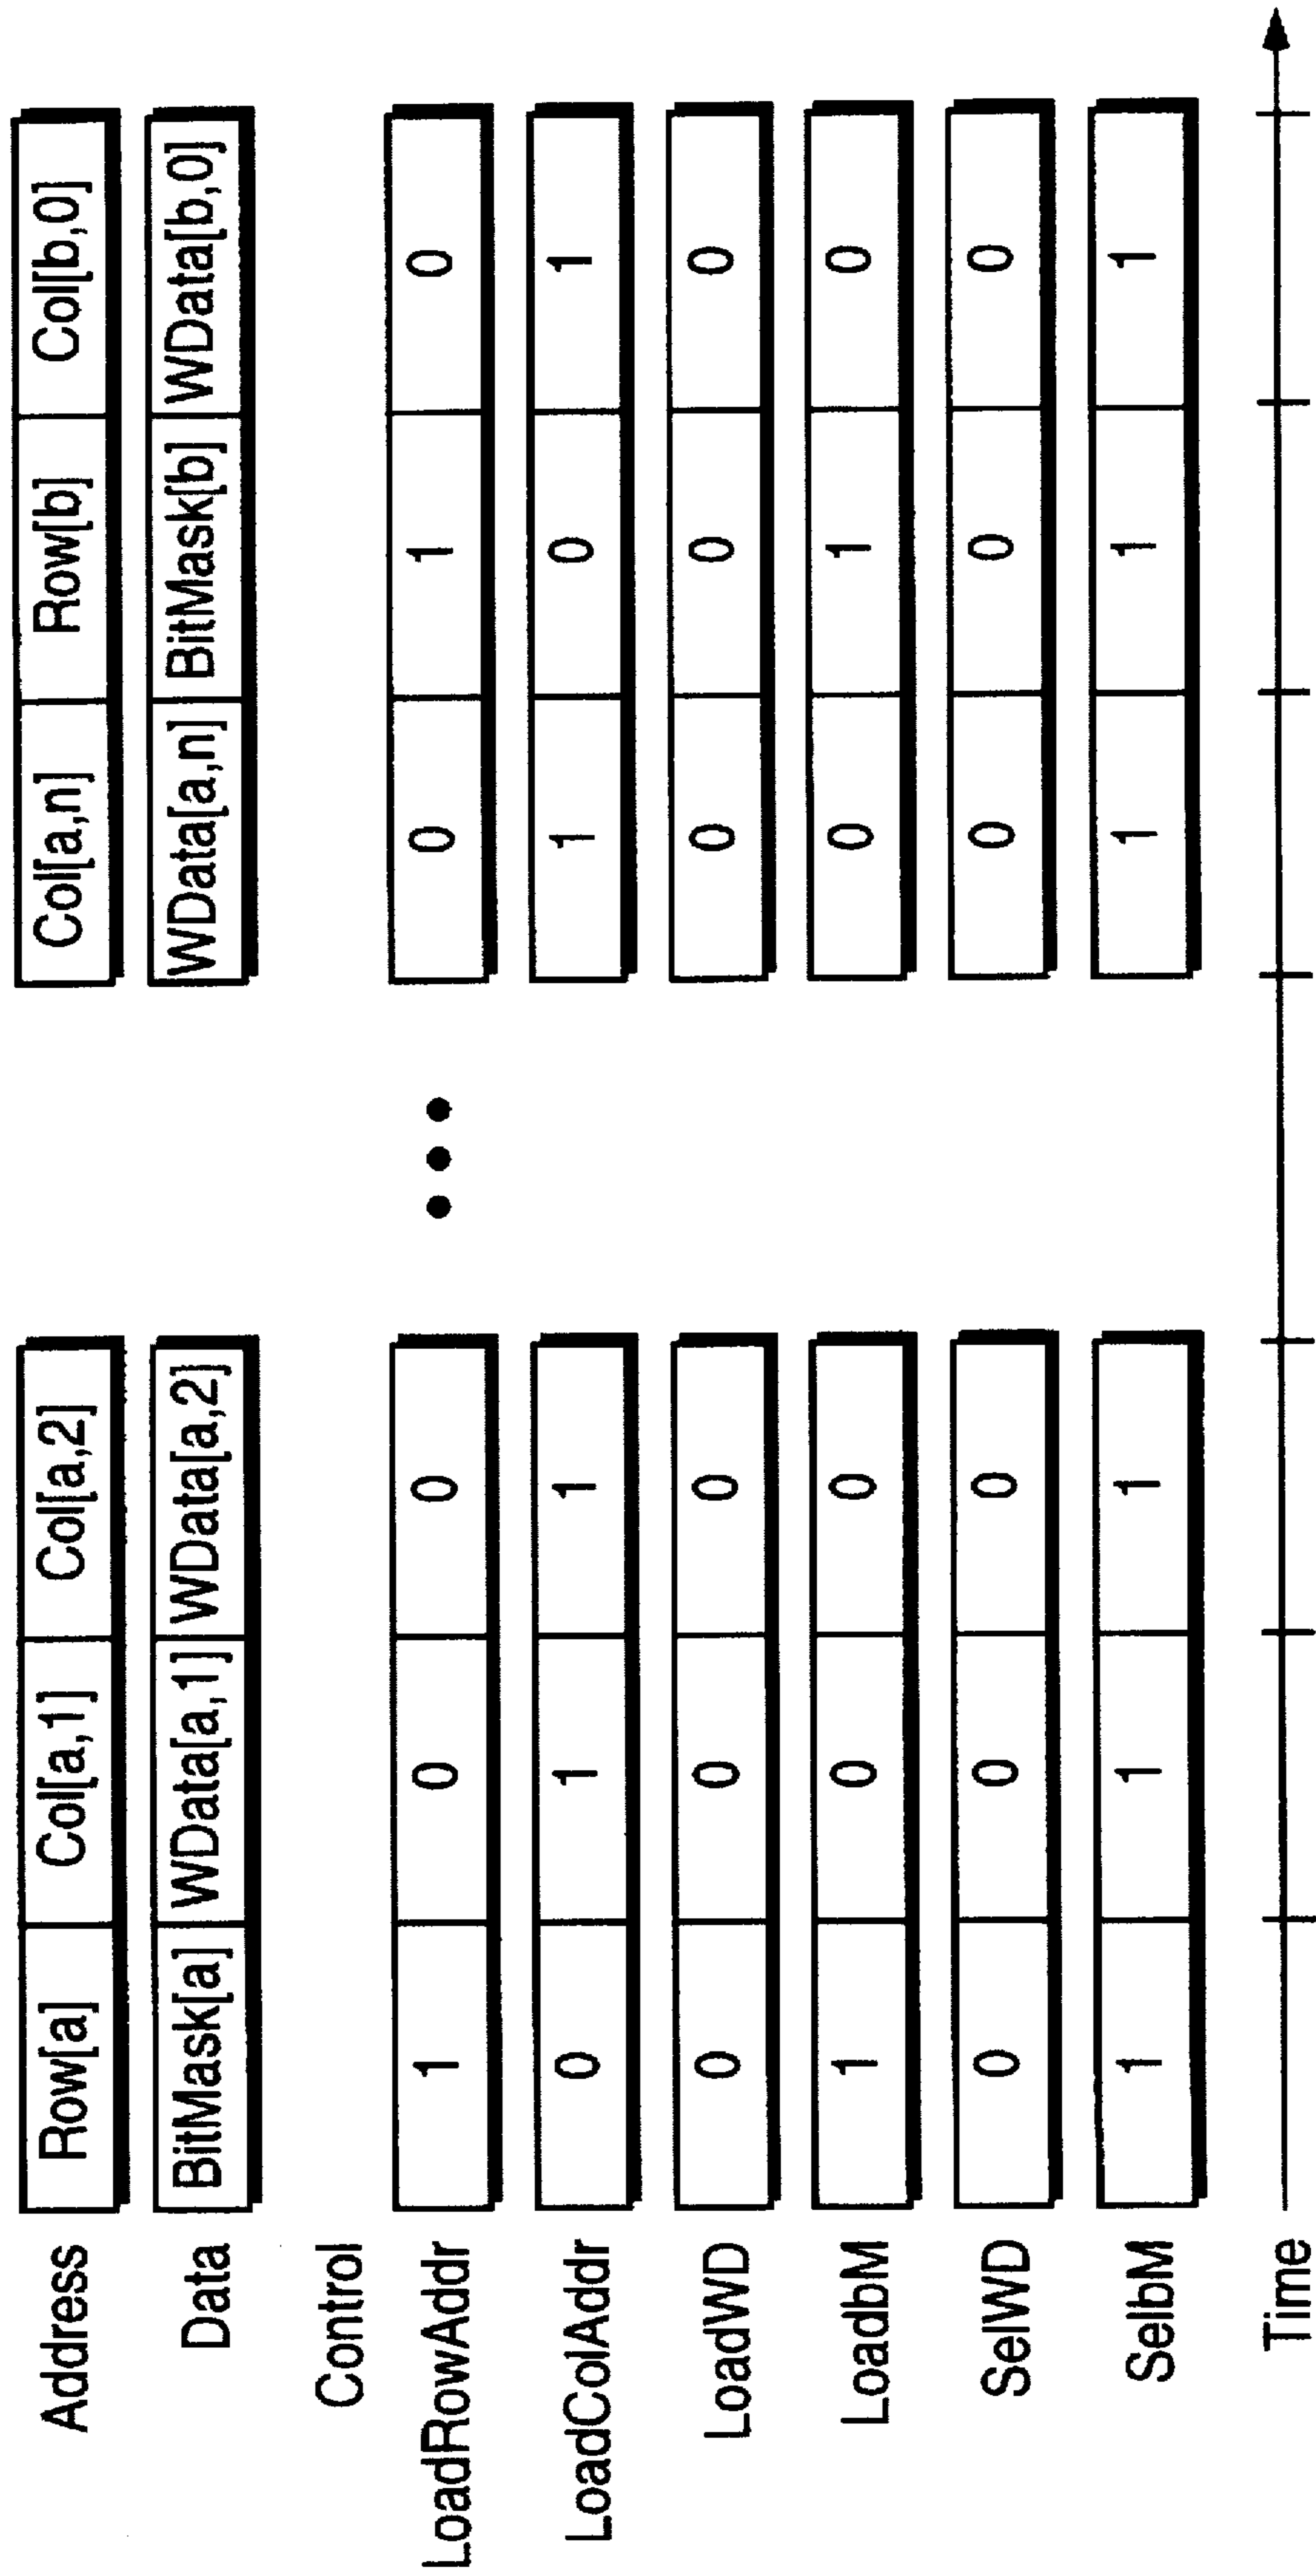 Address Row[a] Col[a,1] Col[a,2] Col[a,n] Row[b] Col[b,0]
Data BitMask[a] WData[a,1] WData[a,2] WData[a,n] BitMask[b] WData[b,0]
Control
LoadRowAddr 1 0 0 ••• 0 1 0
LoadColAddr 0 1 1 1 0 1
LoadWD 0 0 0 0 0 0
LoadbM 1 0 0 0 1 0
SelWD 0 0 0 0 0 0
SelbM 1 1 1 1 1 1
Time